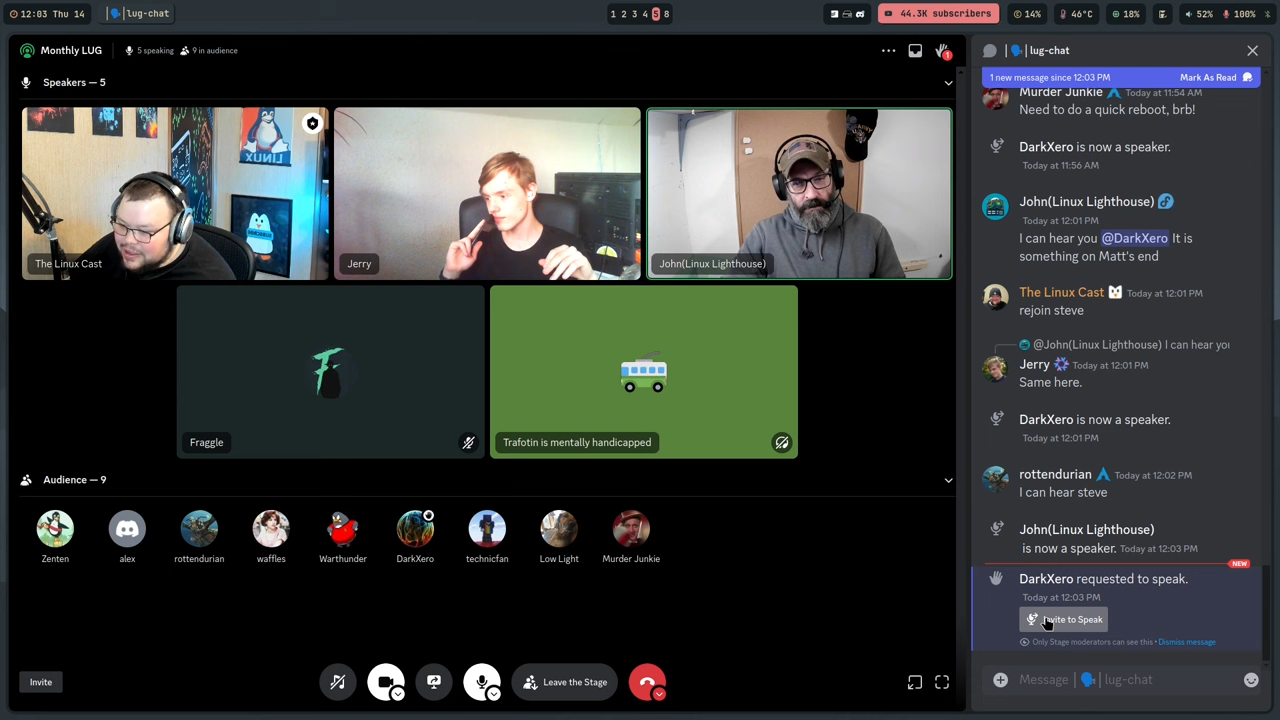 12:03 Thu 14
| 🗣️ | lug-chat
1 2 3 4 5 8
44.3K subscribers
14%
46°C
18%
52%
100%
Monthly LUG
5 speaking
9 in audience
1
Speakers — 5
LINUX
The Linux Cast
Jerry
John(Linux Lighthouse)
Fraggle
Trafotin is mentally handicapped
Audience — 9
Zenten
alex
rottendurian
waffles
Warthunder
DarkXero
technicfan
Low Light
Murder Junkie
Invite
Leave the Stage
| 🗣️ | lug-chat
1 new message since 12:03 PM
Mark As Read
Murder Junkie Today at 11:54 AM
Need to do a quick reboot, brb!
DarkXero is now a speaker.
Today at 11:56 AM
John(Linux Lighthouse)
Today at 12:01 PM
I can hear you @DarkXero It is
something on Matt's end
The Linux Cast Today at 12:01 PM
rejoin steve
@John(Linux Lighthouse) I can hear you
Jerry Today at 12:01 PM
Same here.
DarkXero is now a speaker.
Today at 12:01 PM
rottendurian Today at 12:02 PM
I can hear steve
John(Linux Lighthouse)
is now a speaker. Today at 12:03 PM
NEW
DarkXero requested to speak.
Today at 12:03 PM
Invite to Speak
Only Stage moderators can see this • Dismiss message
Message | 🗣️ | lug-chat